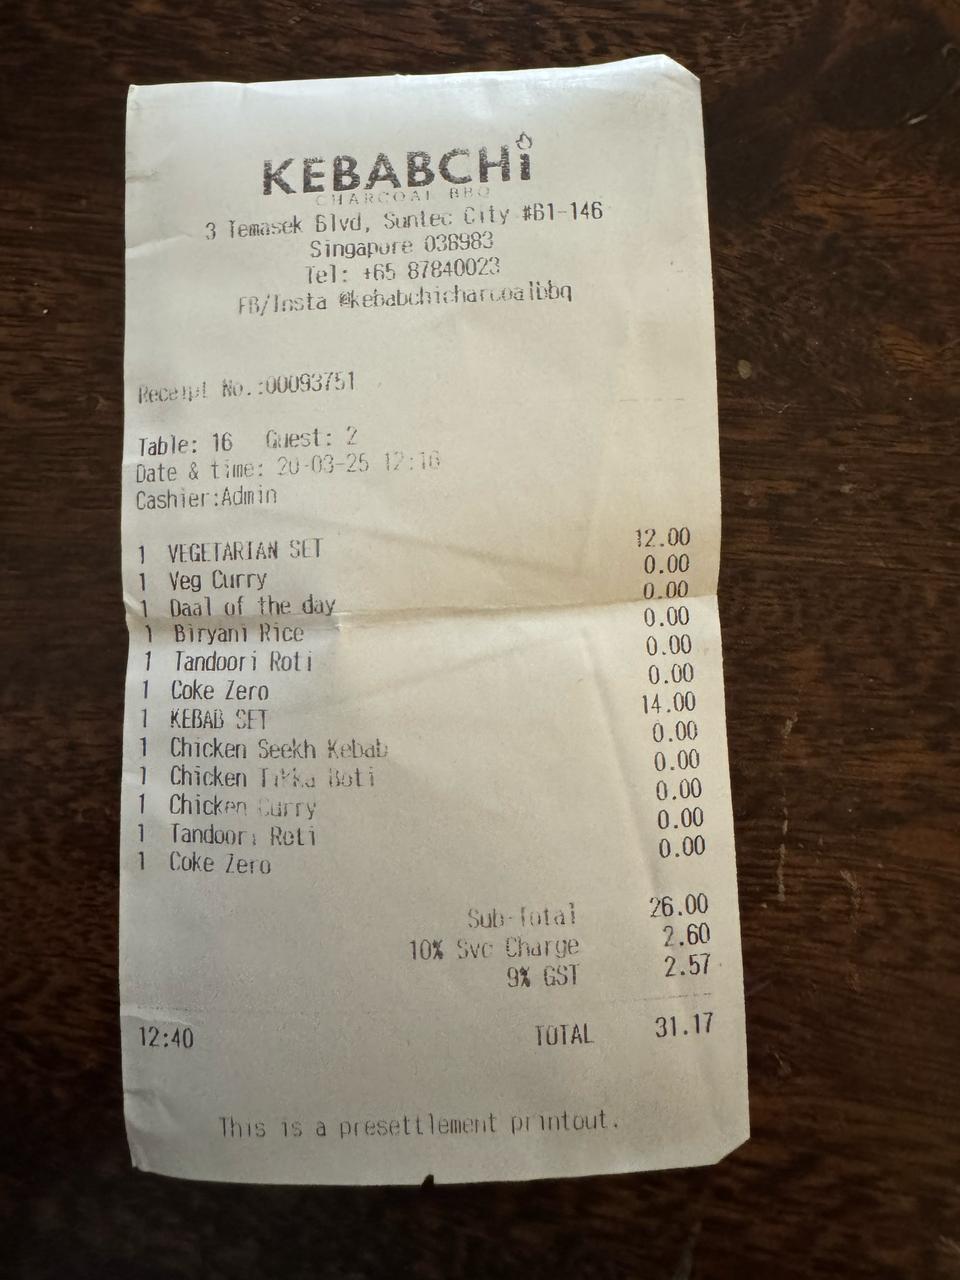 KEBABCHi
CHARCOAL BBQ
3 Temasek Blvd, Suntec City #B1-146
Singapore 038983
Tel: +65 87840023
FB/Insta @kebabchicharcoalbbq
Receipt No.:00093751
Table: 16 Guest: 2
Date & time: 20-03-25
Cashier:Admin
1 VEGETARIAN SET 12.00
1 Veg Curry 0.00
1 Daal of the day 0.00
1 Biryani Rice 0.00
1 Tandoori Roti 0.00
1 Coke Zero 0.00
1 KEBAB SET 14.00
1 Chicken Seekh Kebab 0.00
1 Chicken Tikka Boti 0.00
1 Chicken Curry 0.00
1 Tandoori Roti 0.00
1 Coke Zero 0.00
Sub-Total 26.00
10% Svc Charge 2.60
9% GST 2.57
12:40 TOTAL 31.17
This is a presettlement printout.